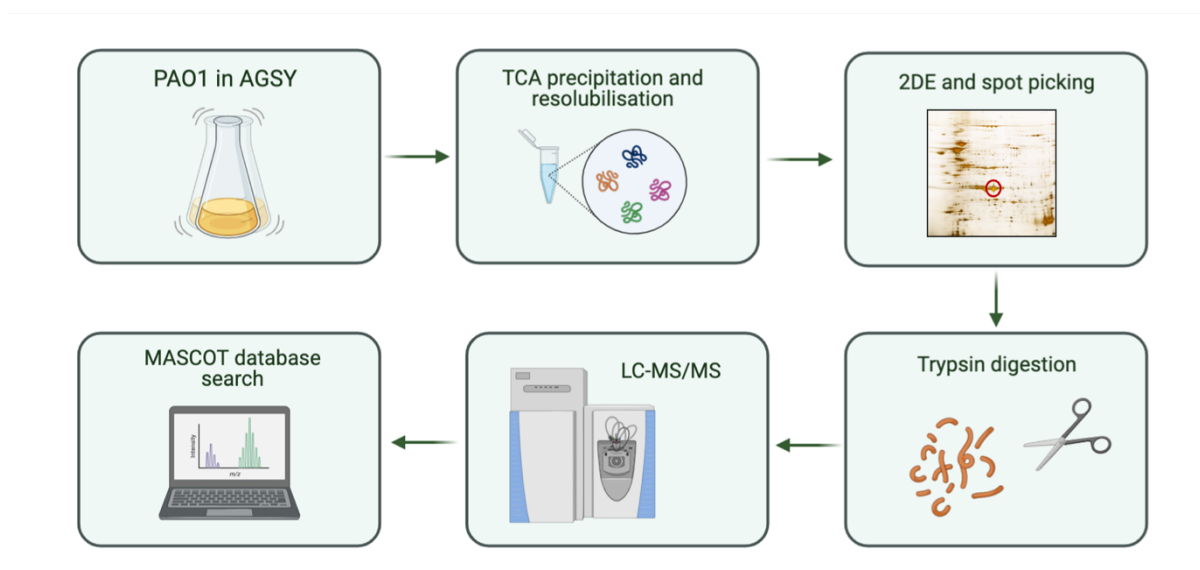 PAO1 in AGSY
TCA precipitation and
resolubilisation
2DE and spot picking
Trypsin digestion
LC-MS/MS
MASCOT database
search
Intensity
m/z